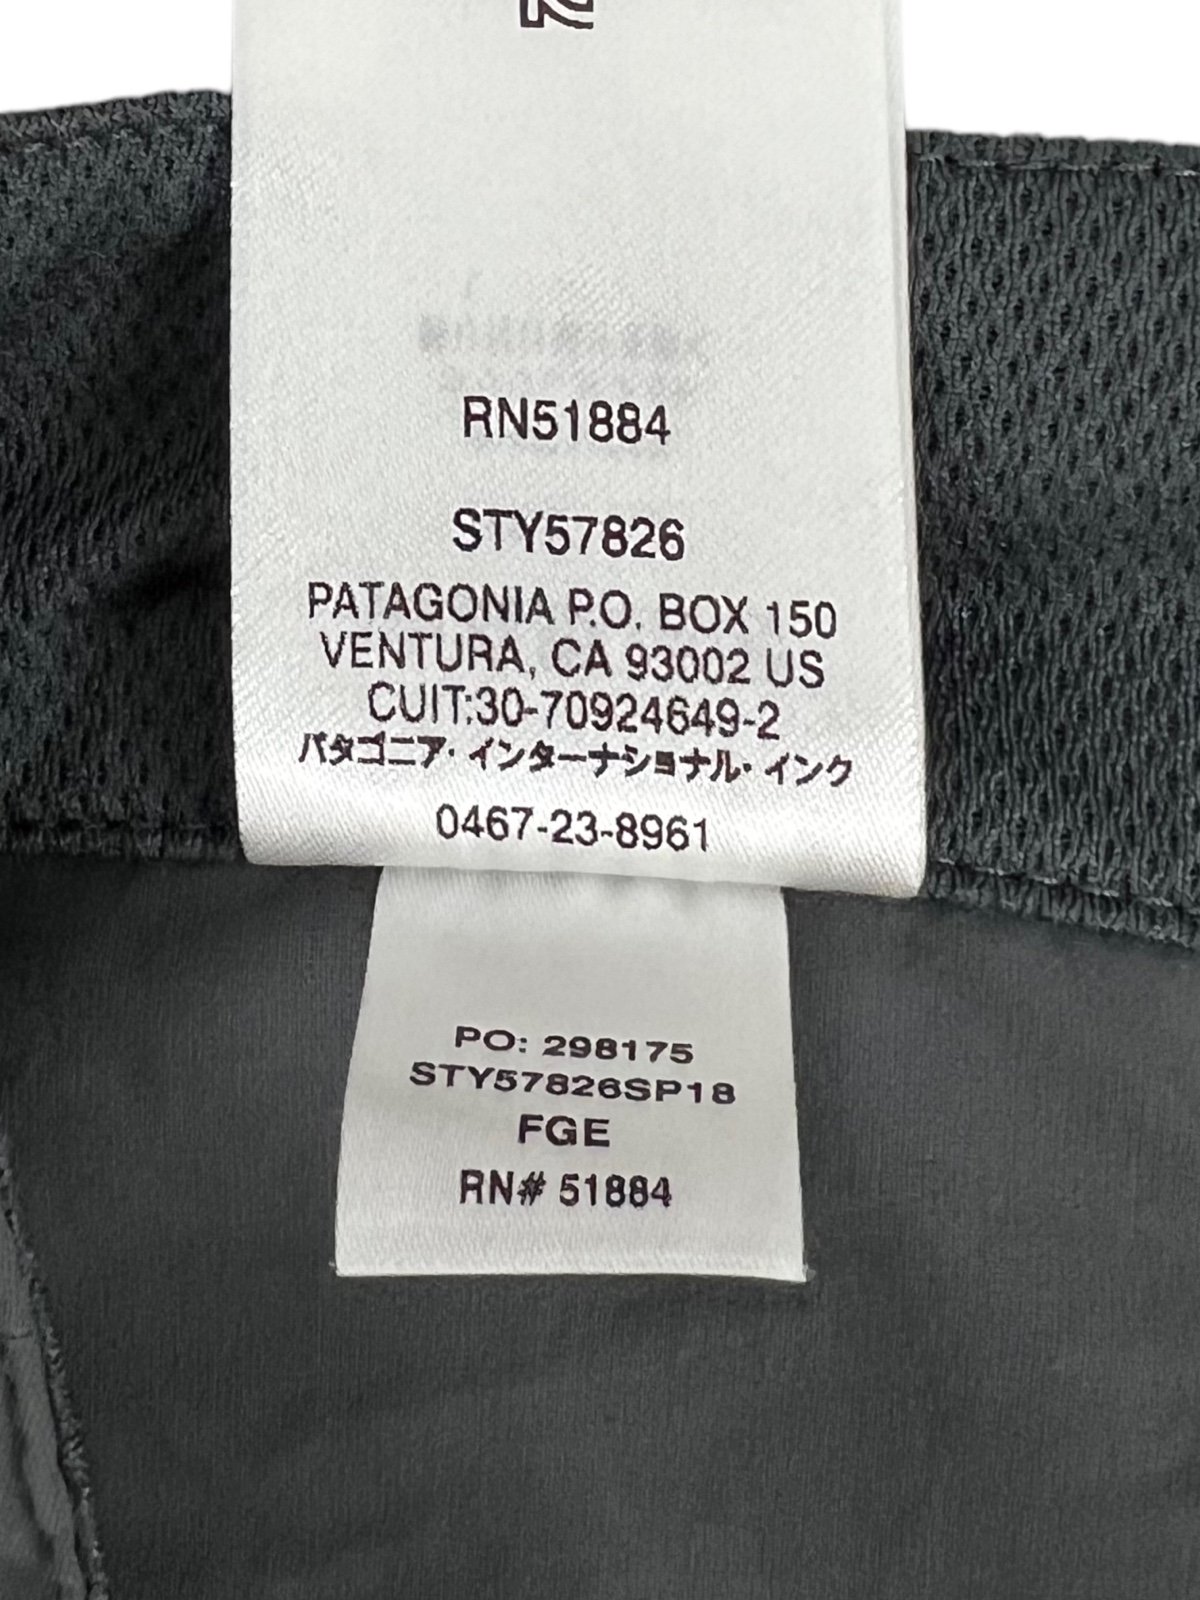 RN51884
STY57826
PATAGONIA P.O. BOX 150
VENTURA, CA 93002 US
CUIT:30-70924649-2
パタゴニア・インターナショナル・インク
0467-23-8961
PO: 298175
STY57826SP18
FGE
RN# 51884